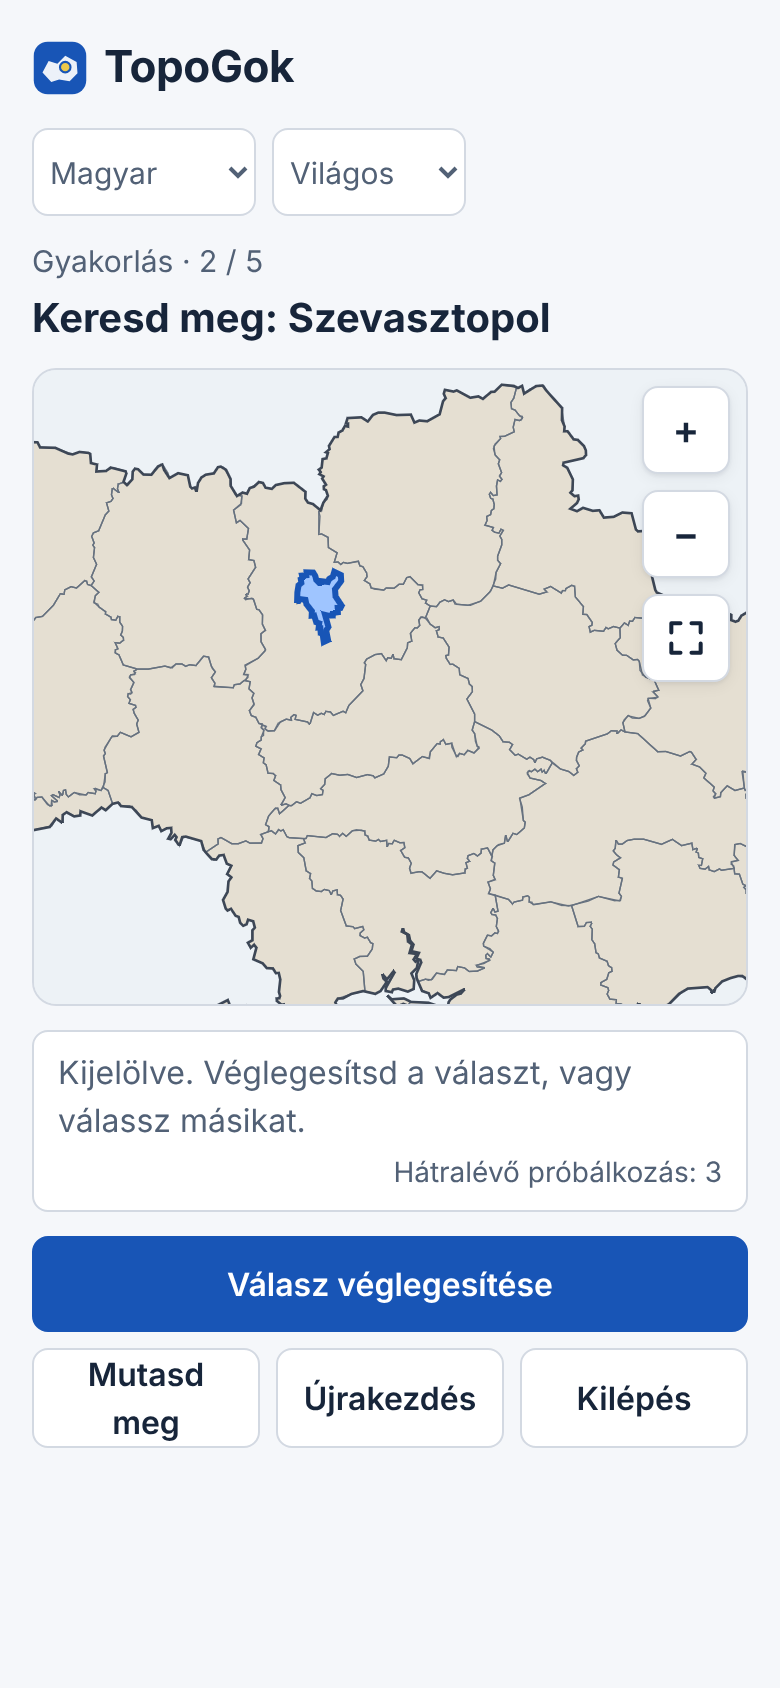 TopoGok
Magyar
Világos
Gyakorlás · 2 / 5
Keresd meg: Szevasztopol
+
−
Kijelölve. Véglegesítsd a választ, vagy
válassz másikat.
Hátralévő próbálkozás: 3
Válasz véglegesítése
Mutasd
meg
Újrakezdés
Kilépés